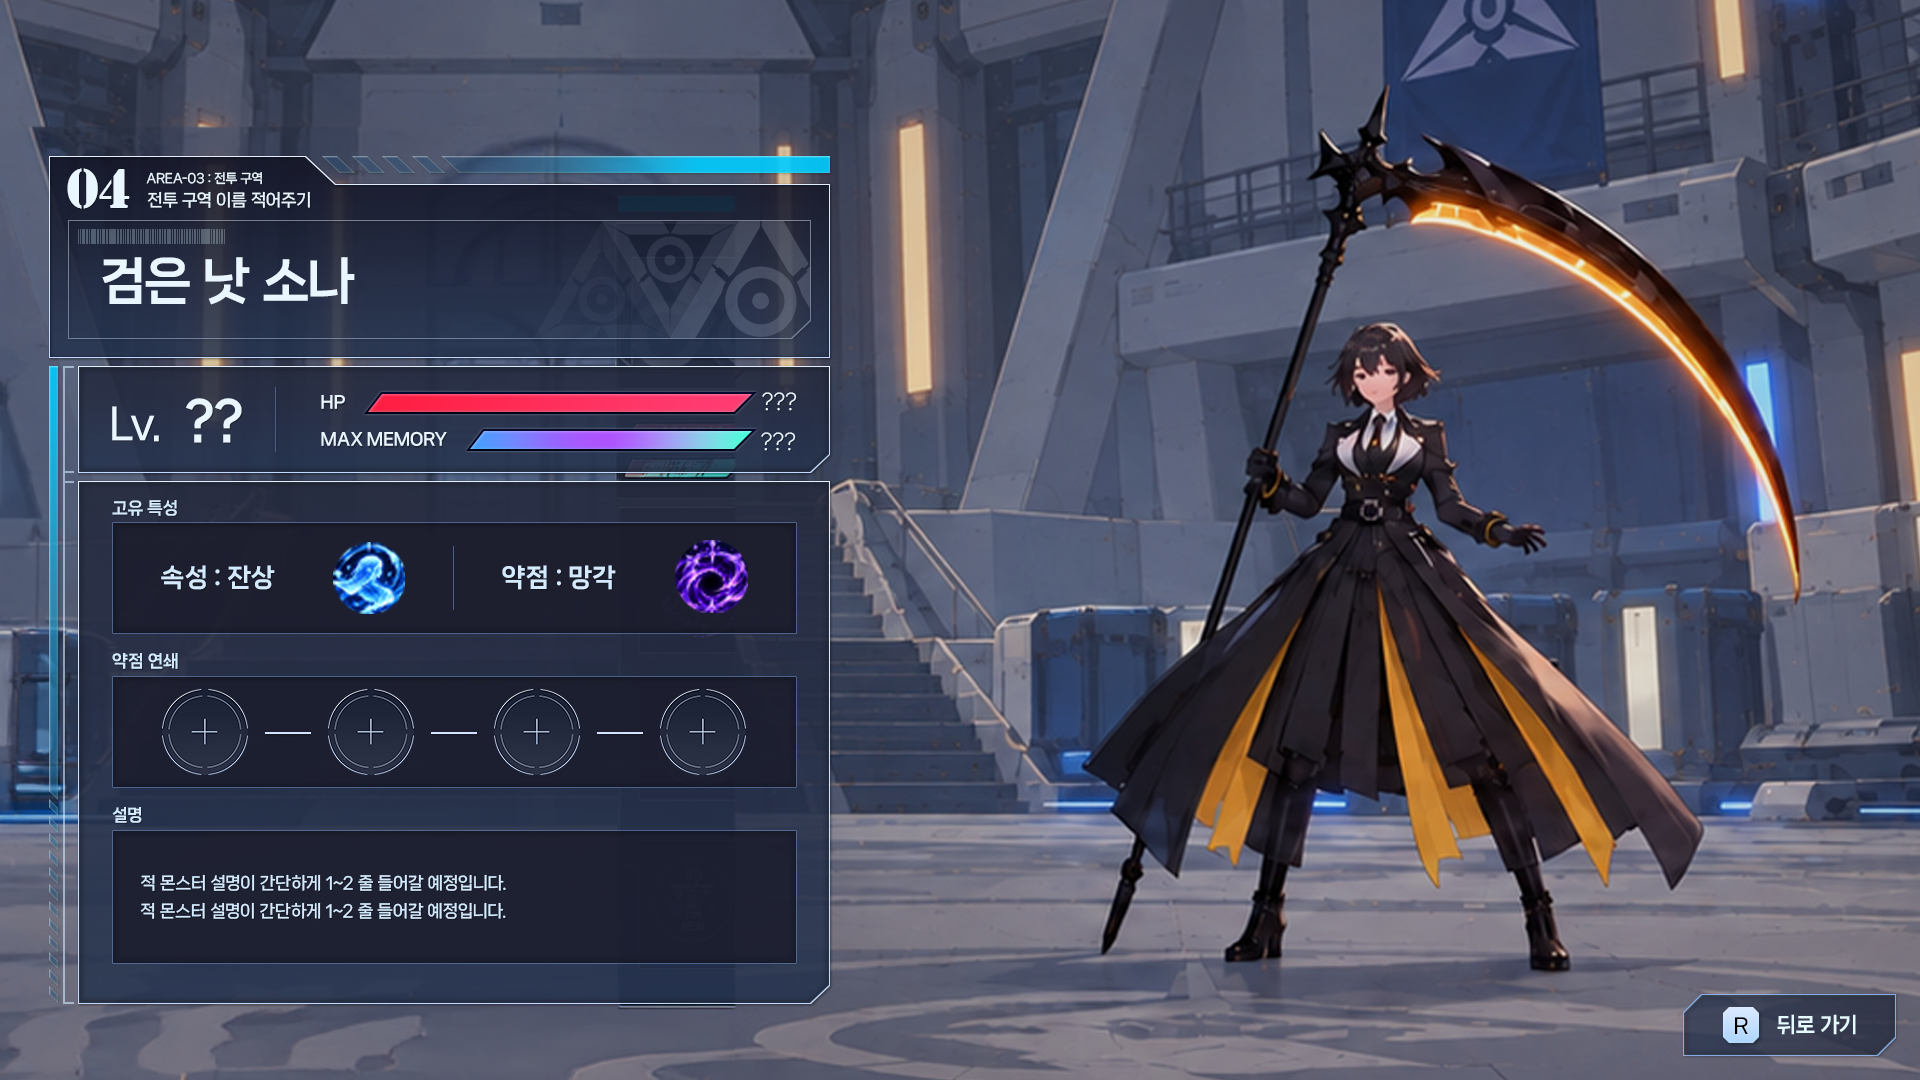 04
AREA-03 : 전투 구역
전투 구역 이름 적어주기
검은 낫 소나
Lv. ??
HP ???
MAX MEMORY ???
고유 특성
속성 : 잔상
약점 : 망각
약점 연쇄
설명
적 몬스터 설명이 간단하게 1~2 줄 들어갈 예정입니다.
적 몬스터 설명이 간단하게 1~2 줄 들어갈 예정입니다.
R 뒤로 가기